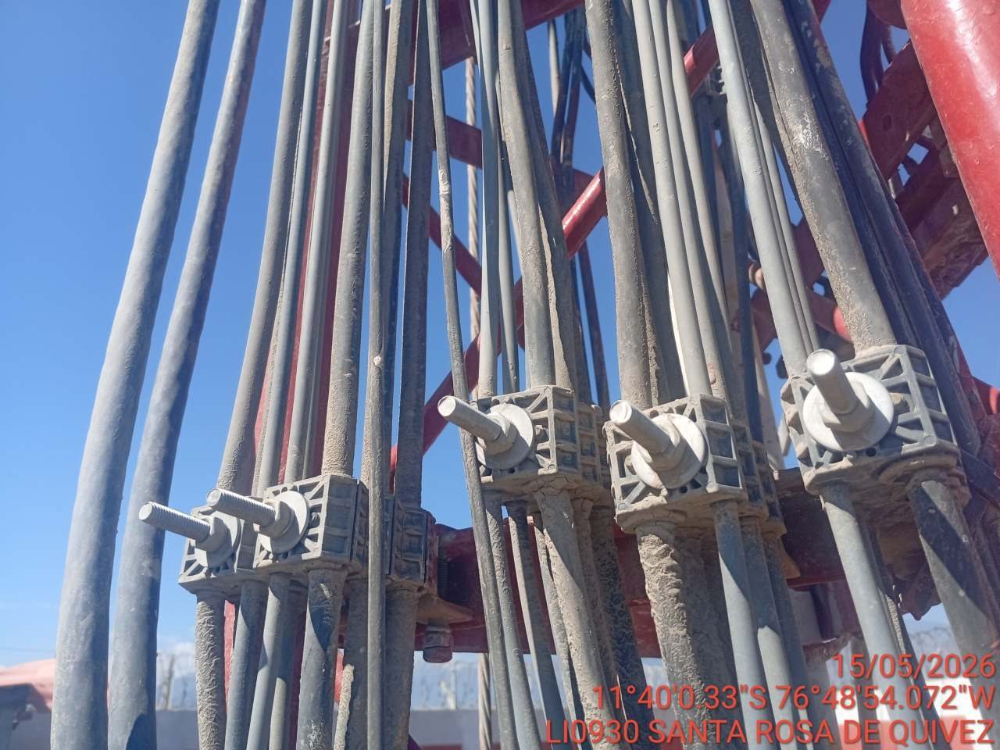 15/05/2026
11°40'0.33"S 76°48'54.072"W
LI0930 SANTA ROSA DE QUIVEZ